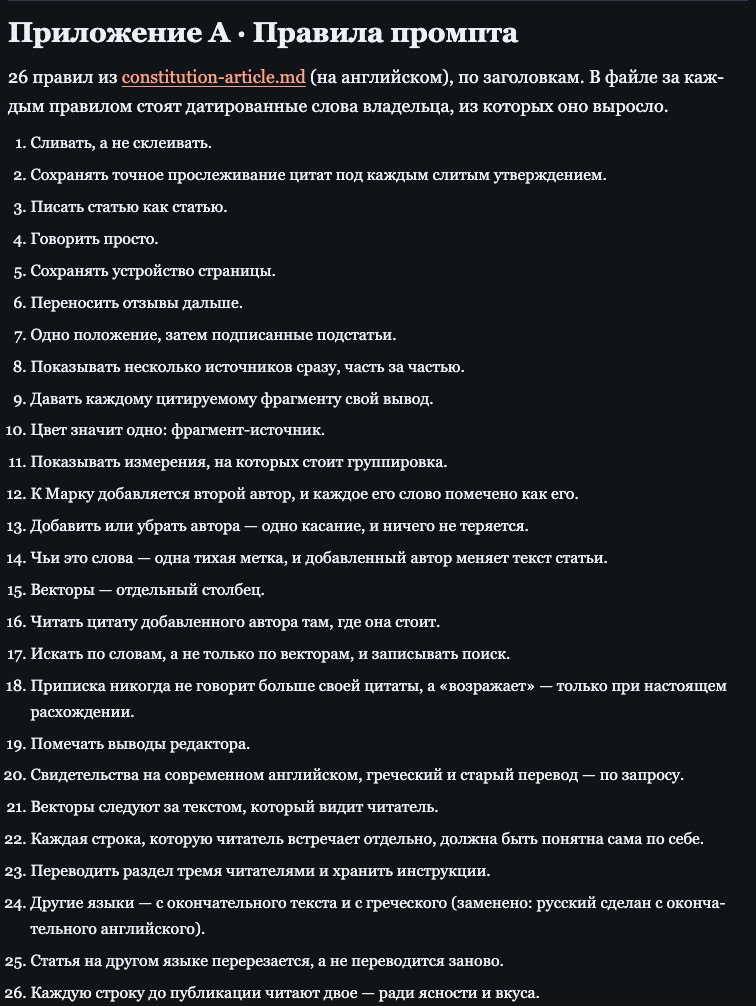 Приложение А · Правила промпта
26 правил из constitution-article.md (на английском), по заголовкам. В файле за каж-
дым правилом стоят датированные слова владельца, из которых оно выросло.
1. Сливать, а не склеивать.
2. Сохранять точное прослеживание цитат под каждым слитым утверждением.
3. Писать статью как статью.
4. Говорить просто.
5. Сохранять устройство страницы.
6. Переносить отзывы дальше.
7. Одно положение, затем подписанные подстатьи.
8. Показывать несколько источников сразу, часть за частью.
9. Давать каждому цитируемому фрагменту свой вывод.
10. Цвет значит одно: фрагмент-источник.
11. Показывать измерения, на которых стоит группировка.
12. К Марку добавляется второй автор, и каждое его слово помечено как его.
13. Добавить или убрать автора — одно касание, и ничего не теряется.
14. Чьи это слова — одна тихая метка, и добавленный автор меняет текст статьи.
15. Векторы — отдельный столбец.
16. Читать цитату добавленного автора там, где она стоит.
17. Искать по словам, а не только по векторам, и записывать поиск.
18. Приписка никогда не говорит больше своей цитаты, а «возражает» — только при настоящем
расхождении.
19. Помечать выводы редактора.
20. Свидетельства на современном английском, греческий и старый перевод — по запросу.
21. Векторы следуют за текстом, который видит читатель.
22. Каждая строка, которую читатель встречает отдельно, должна быть понятна сама по себе.
23. Переводить раздел тремя читателями и хранить инструкции.
24. Другие языки — с окончательного текста и с греческого (заменено: русский сделан с оконча-
тельного английского).
25. Статья на другом языке перерезается, а не переводится заново.
26. Каждую строку до публикации читают двое — ради ясности и вкуса.